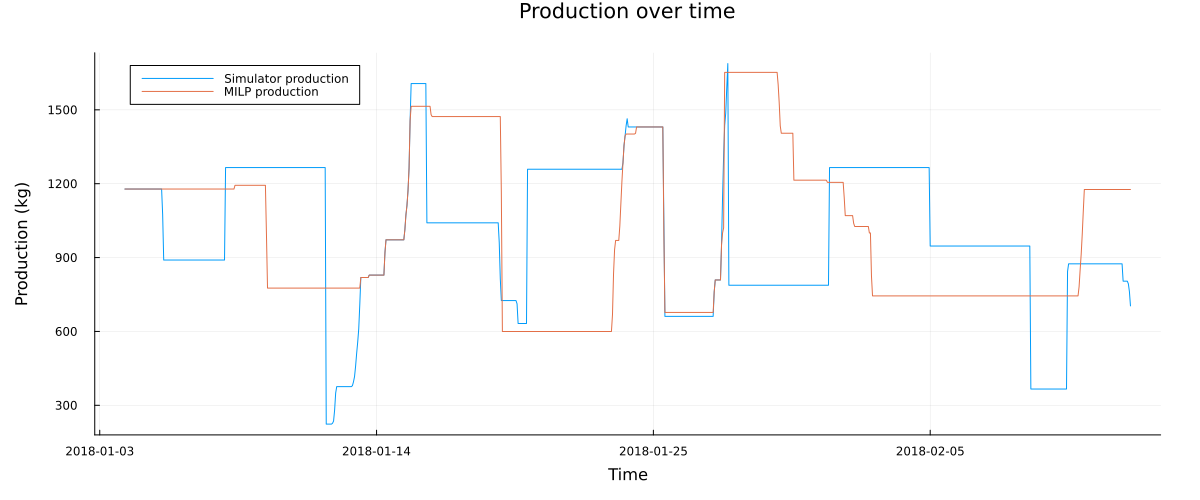 Production over time
Simulator production
MILP production
Production (kg)
1500
1200
900
600
300
2018-01-03
2018-01-14
2018-01-25
2018-02-05
Time